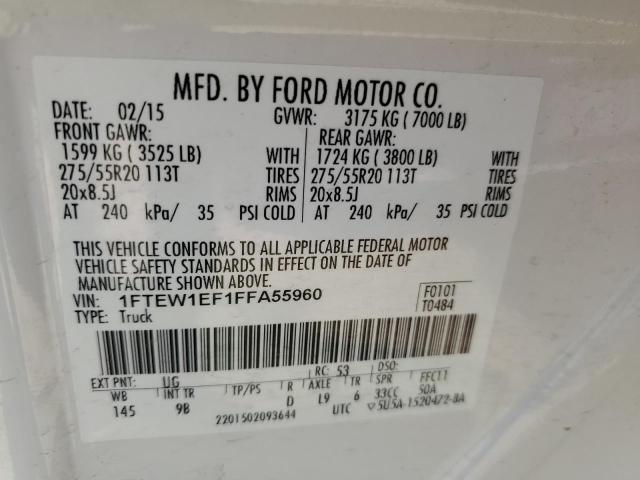 MFD. BY FORD MOTOR CO.
DATE: 02/15 GVWR: 3175 KG ( 7000 LB)
FRONT GAWR: REAR GAWR:
1599 KG ( 3525 LB) WITH 1724 KG ( 3800 LB) WITH
275/55R20 113T TIRES 275/55R20 113T TIRES
20x8.5J RIMS 20x8.5J RIMS
AT 240 kPa/ 35 PSI COLD AT 240 kPa/ 35 PSI COLD
THIS VEHICLE CONFORMS TO ALL APPLICABLE FEDERAL MOTOR
VEHICLE SAFETY STANDARDS IN EFFECT ON THE DATE OF
MANUFACTURE SHOWN ABOVE.
VIN: 1FTEW1EF1FFA55960 F0101
TYPE: Truck T0484
EXT PNT: UG RC: 53 DSO: FFC11
WB INT TR TP/PS R AXLE TR SPR 50A
145 9B D L9 6 33CC
2201502093644 UTC ▽5U5A-1520472-BA